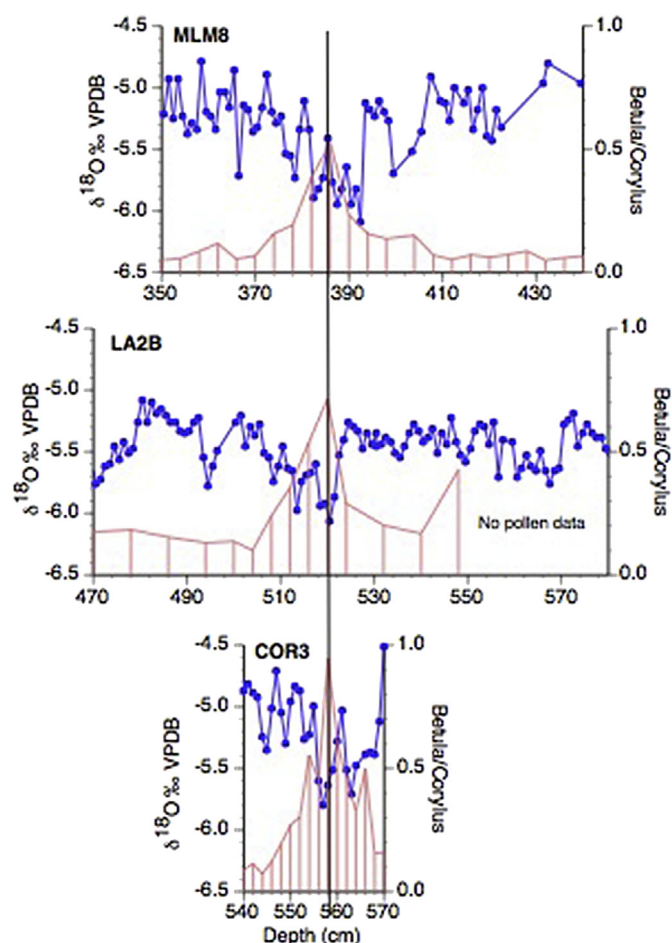 MLM8
-4.5
-5.0
-5.5
-6.0
-6.5
δ18O‰ VPDB
1.0
0.5
0.0
Betula/Corylus
350 370 390 410 430
LA2B
-4.5
-5.0
-5.5
-6.0
-6.5
δ18O‰ VPDB
1.0
0.5
0.0
Betula/Corylus
No pollen data
470 490 510 530 550 570
COR3
-4.5
-5.0
-5.5
-6.0
-6.5
δ18O‰ VPDB
1.0
0.5
0.0
Betula/Corylus
540 550 560 570
Depth (cm)